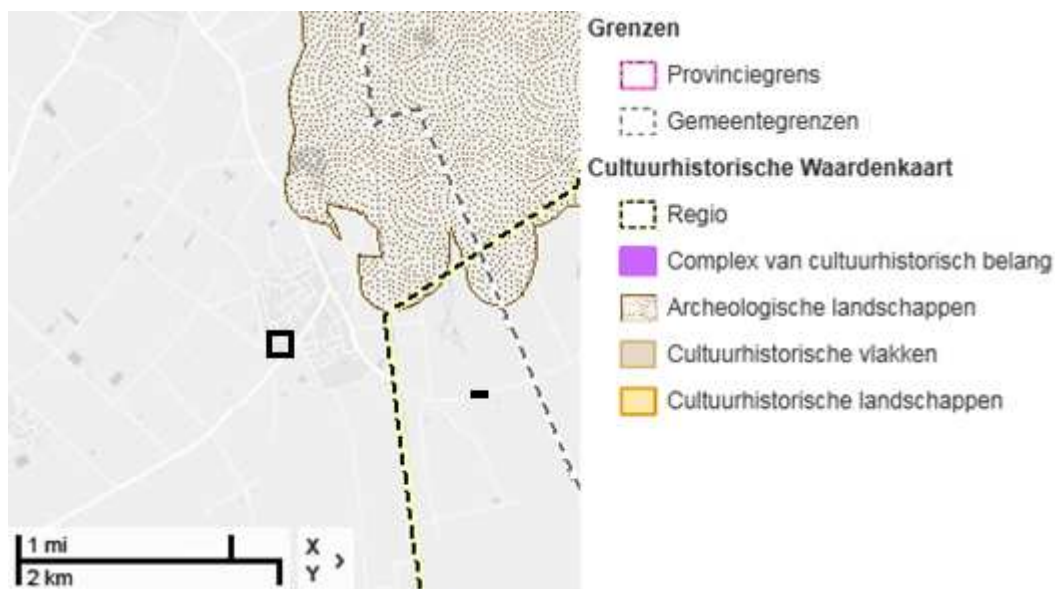 Grenzen
Provinciegrens
Gemeentegrenzen
Cultuurhistorische Waardenkaart
Regio
Complex van cultuurhistorisch belang
Archeologische landschappen
Cultuurhistorische vlakken
Cultuurhistorische landschappen
1 mi
2 km
X
Y